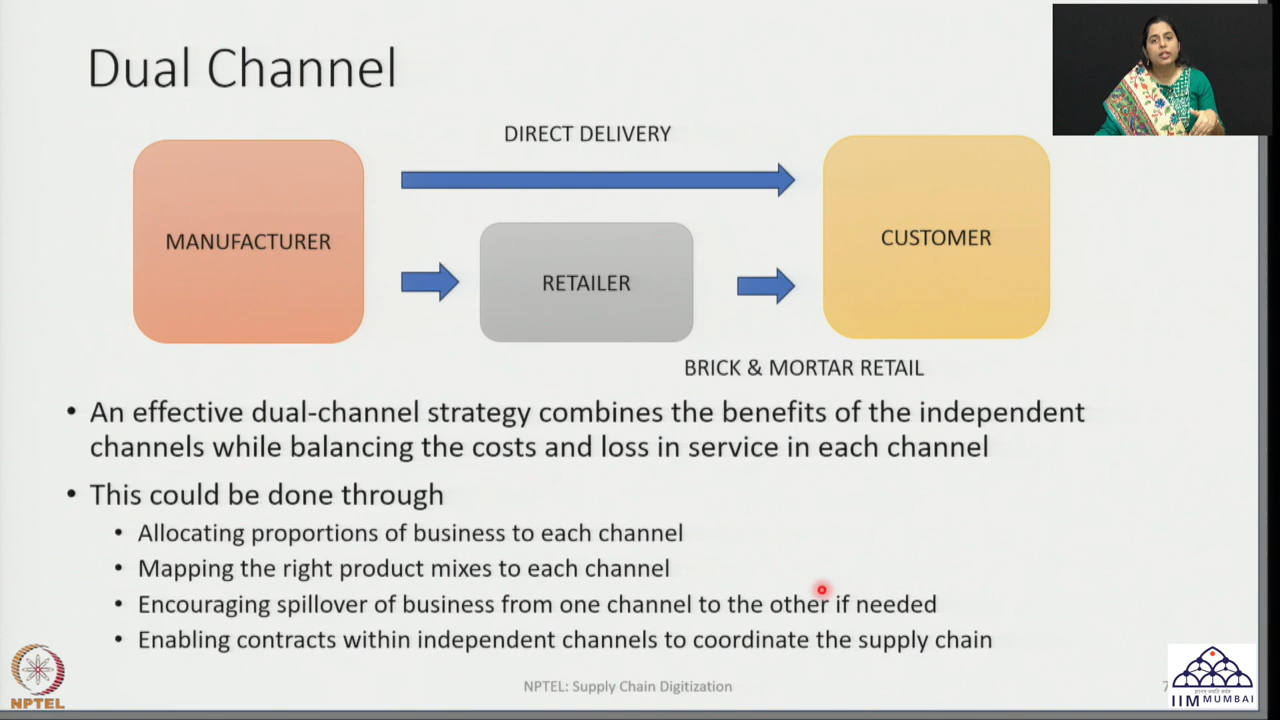 Dual Channel
DIRECT DELIVERY
MANUFACTURER
CUSTOMER
RETAILER
BRICK & MORTAR RETAIL
• An effective dual-channel strategy combines the benefits of the independent
channels while balancing the costs and loss in service in each channel
• This could be done through
• Allocating proportions of business to each channel
• Mapping the right product mixes to each channel
• Encouraging spillover of business from one channel to the other if needed
• Enabling contracts within independent channels to coordinate the supply chain
NPTEL
NPTEL: Supply Chain Digitization
7
IIM MUMBAI